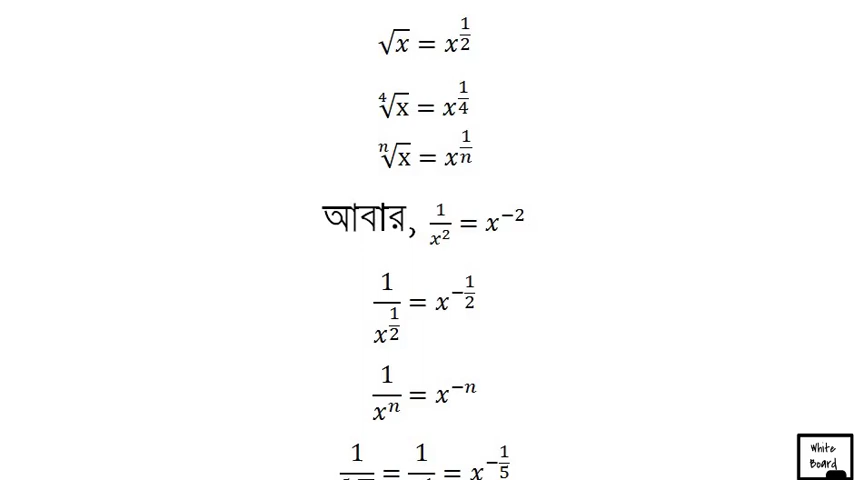 √x = x^(1/2)
⁴√x = x^(1/4)
ⁿ√x = x^(1/n)
আবার, 1/x² = x⁻²
1/x^(1/2) = x^(-1/2)
1/xⁿ = x⁻ⁿ
= x^(-1/5)
White
Board